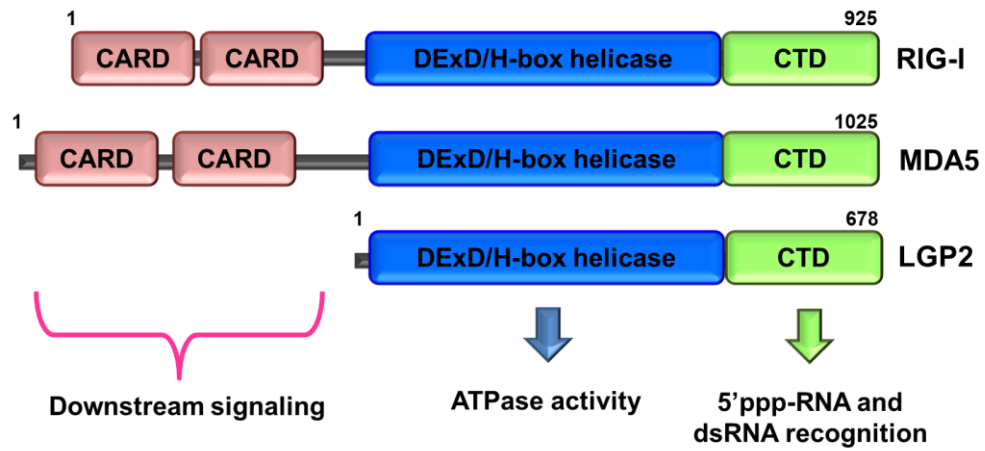 1 925
CARD CARD DExD/H-box helicase CTD RIG-I
1 1025
CARD CARD DExD/H-box helicase CTD MDA5
1 678
DExD/H-box helicase CTD LGP2
Downstream signaling
ATPase activity
5'ppp-RNA and
dsRNA recognition